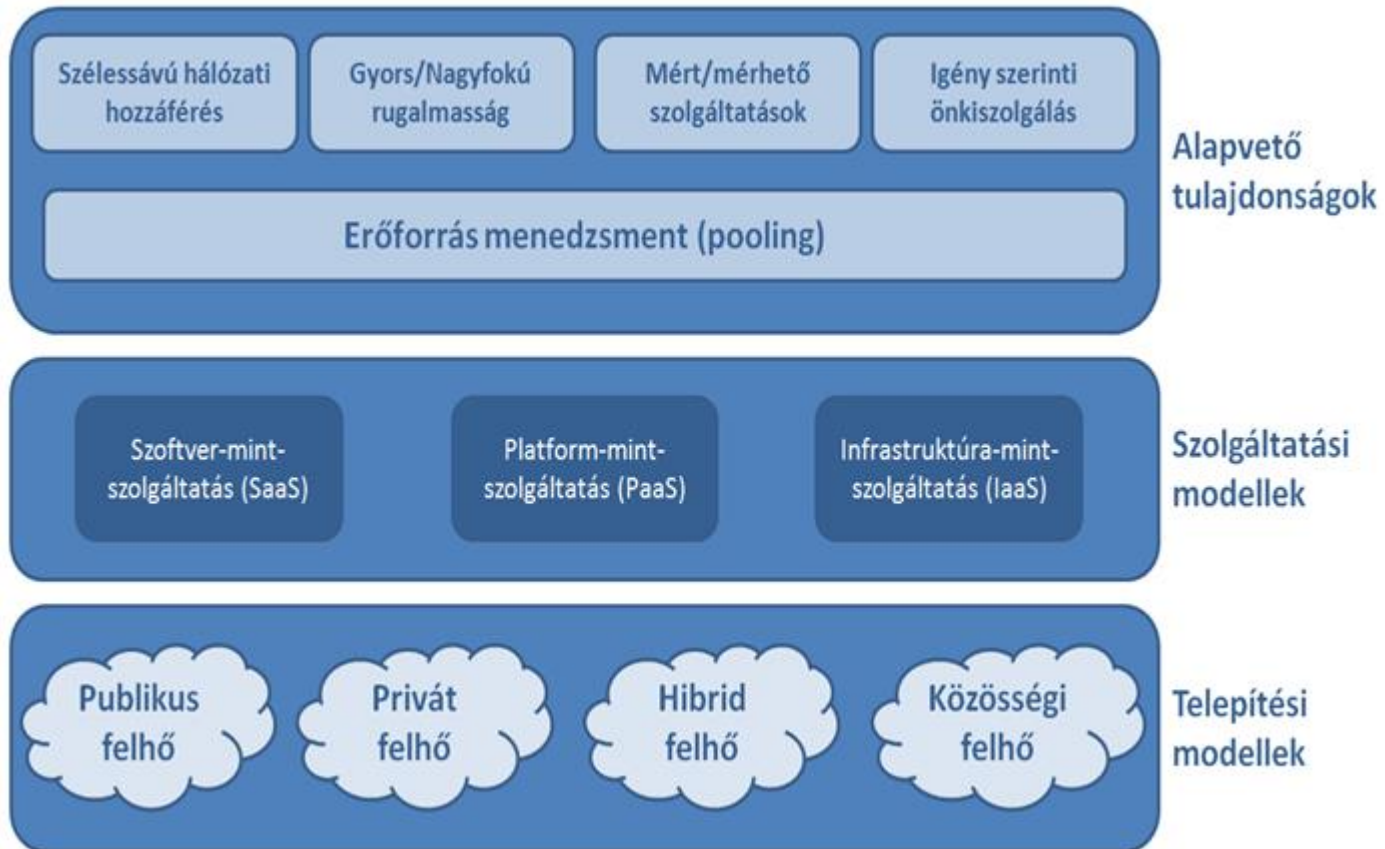 Szélessávú hálózati
hozzáférés
Gyors/Nagyfokú
rugalmasság
Mért/mérhető
szolgáltatások
Igény szerinti
önkiszolgálás
Erőforrás menedzsment (pooling)
Alapvető
tulajdonságok
Szoftver-mint-
szolgáltatás (SaaS)
Platform-mint-
szolgáltatás (PaaS)
Infrastruktúra-mint-
szolgáltatás (IaaS)
Szolgáltatási
modellek
Publikus
felhő
Privát
felhő
Hibrid
felhő
Közösségi
felhő
Telepítési
modellek